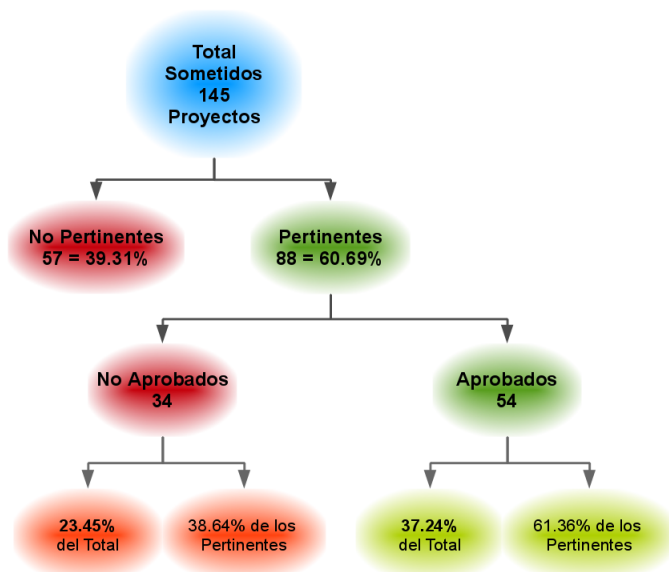 Total
Sometidos
145
Proyectos
No Pertinentes
57 = 39.31%
Pertinentes
88 = 60.69%
No Aprobados
34
Aprobados
54
23.45%
del Total
38.64% de los
Pertinentes
37.24%
del Total
61.36% de los
Pertinentes